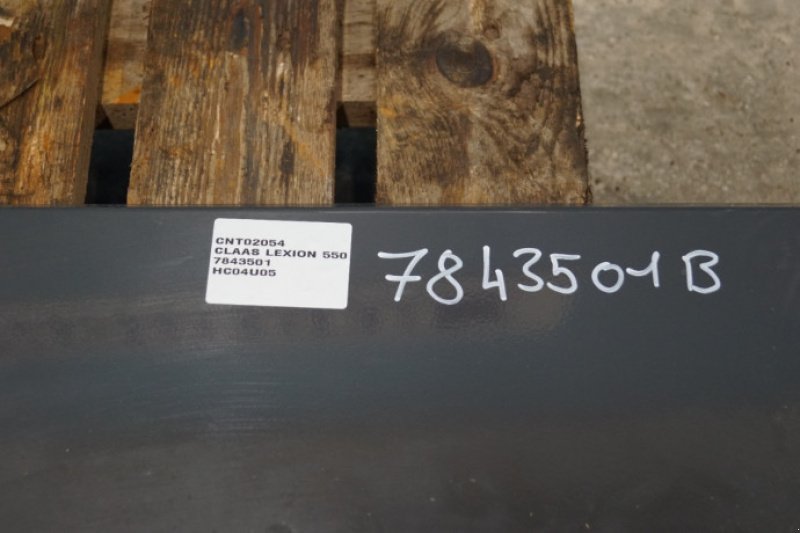 CNT02054
CLAAS LEXION 550
7843501
HC04U05
7843501B